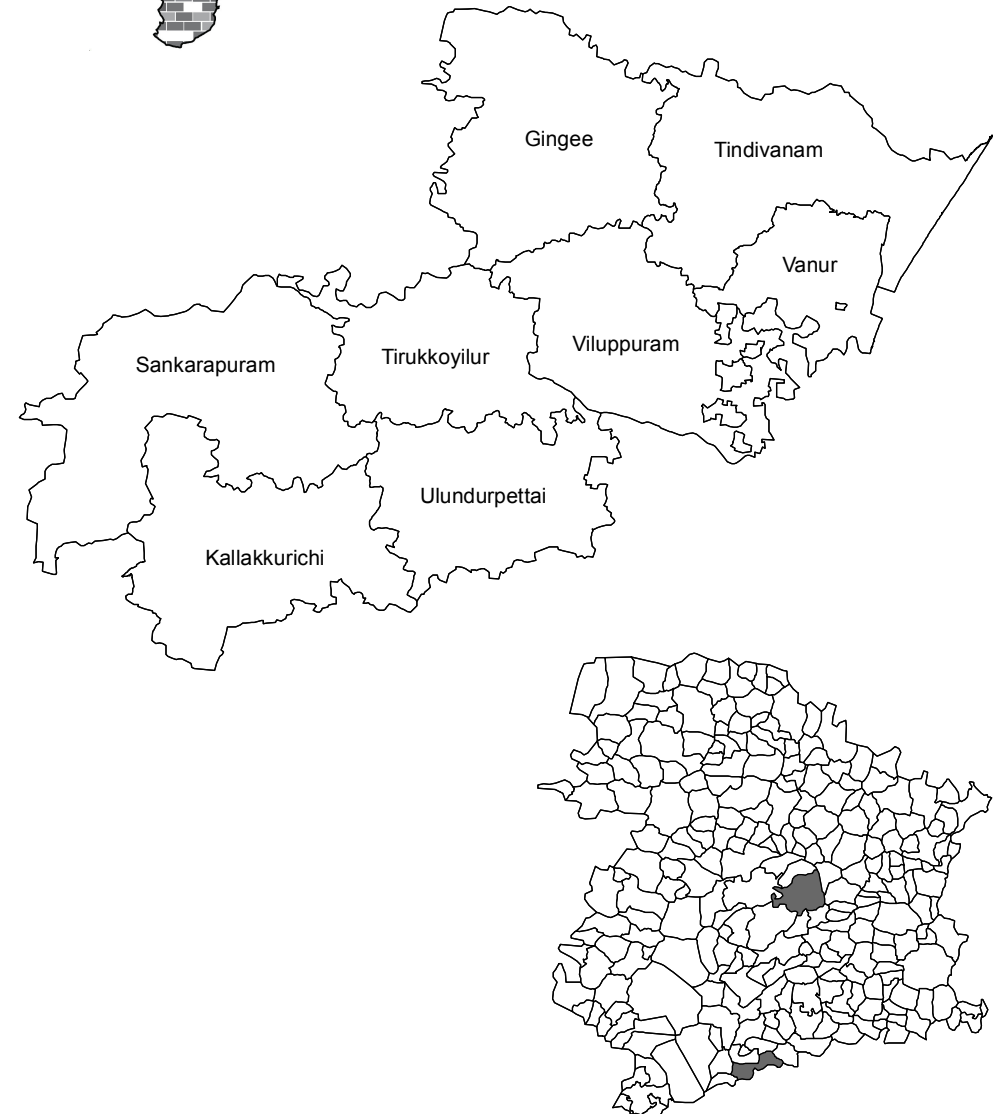 Gingee
Tindivanam
Vanur
Viluppuram
Tirukkoyilur
Sankarapuram
Ulundurpettai
Kallakkurichi